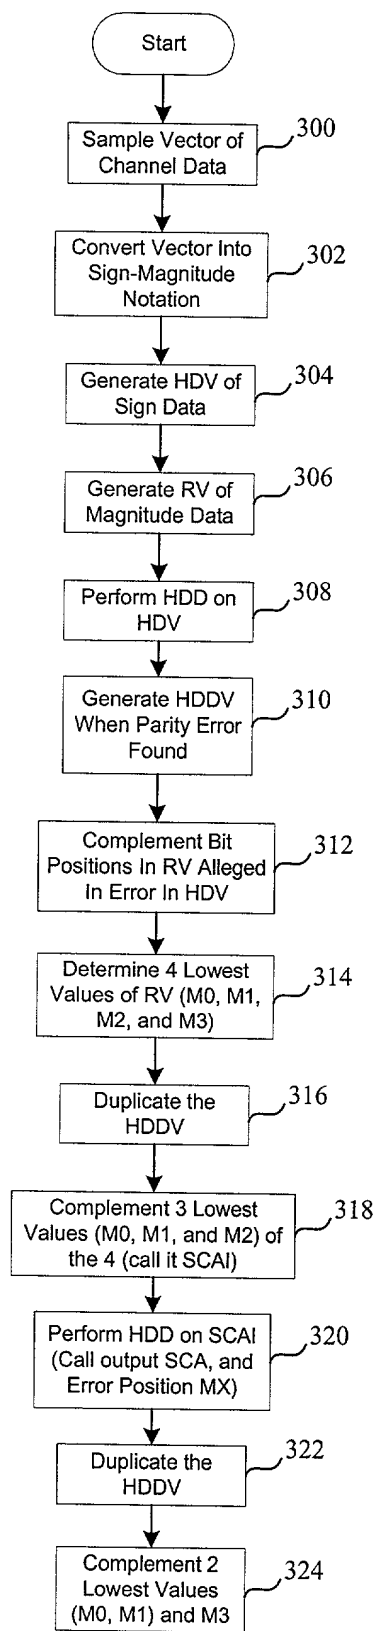 Start
300
Sample Vector of
Channel Data
302
Convert Vector Into
Sign-Magnitude
Notation
304
Generate HDV of
Sign Data
306
Generate RV of
Magnitude Data
308
Perform HDD on
HDV
310
Generate HDDV
When Parity Error
Found
312
Complement Bit
Positions In RV Alleged
In Error In HDV
314
Determine 4 Lowest
Values of RV (M0, M1,
M2, and M3)
316
Duplicate the
HDDV
318
Complement 3 Lowest
Values (M0, M1, and M2) of
the 4 (call it SCAI)
320
Perform HDD on SCAI
(Call output SCA, and
Error Position MX)
322
Duplicate the
HDDV
324
Complement 2
Lowest Values
(M0, M1) and M3